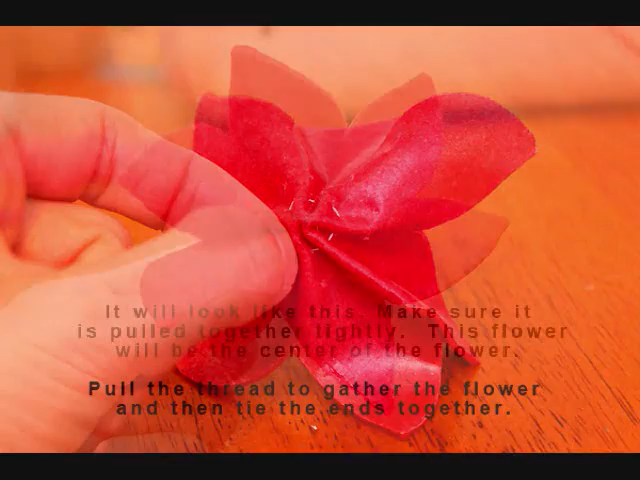 It will look like this. Make sure it
is pulled together tightly. This flower
will be the center of the flower.
Pull the thread to gather the flower
and then tie the ends together.